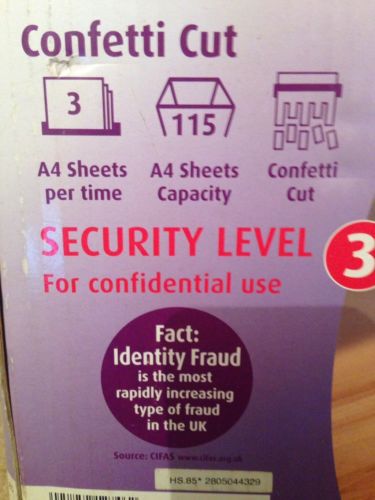 Confetti Cut
3
115
A4 Sheets per time
A4 Sheets Capacity
Confetti Cut
SECURITY LEVEL 3
For confidential use
Fact:
Identity Fraud
is the most
rapidly increasing
type of fraud
in the UK
Source: CIFAS www.cifas.org.uk
HS.85* 2805044329